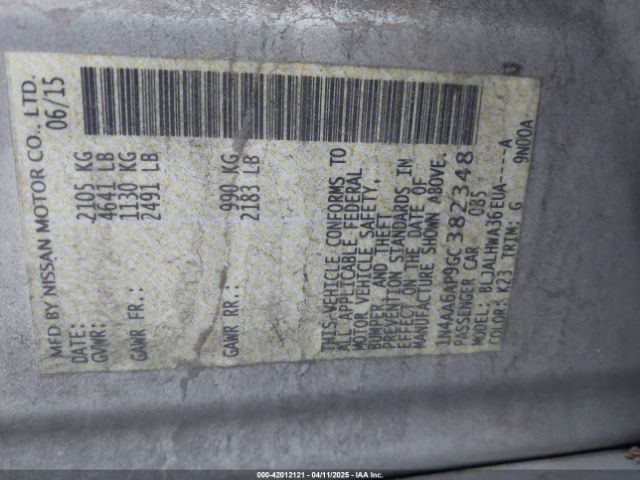 MFD BY NISSAN MOTOR CO., LTD.
DATE: 06/15
GVWR: 2105 KG
4641 LB
GAWR FR.: 1130 KG
2491 LB
GAWR RR.: 990 KG
2183 LB
THIS VEHICLE CONFORMS TO
ALL APPLICABLE FEDERAL
MOTOR VEHICLE SAFETY,
BUMPER, AND THEFT
PREVENTION STANDARDS IN
EFFECT ON THE DATE OF
MANUFACTURE SHOWN ABOVE.
1N4AA6AP9GC382348
PASSENGER CAR 085
MODEL: BLJALHWA36EUA-----A
COLOR: K23 TRIM: G 9N00A
000-42012121 - 04/11/2025 - IAA Inc.